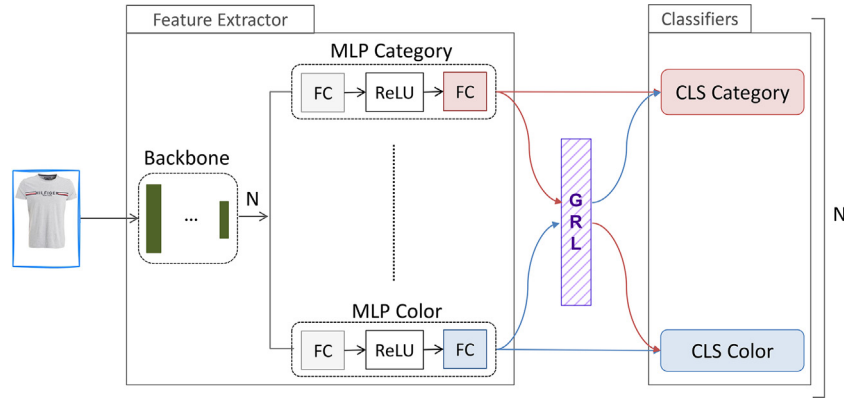 Feature Extractor
Classifiers
MLP Category
FC
ReLU
FC
CLS Category
Backbone
N
...
G
R
L
N
MLP Color
FC
ReLU
FC
CLS Color